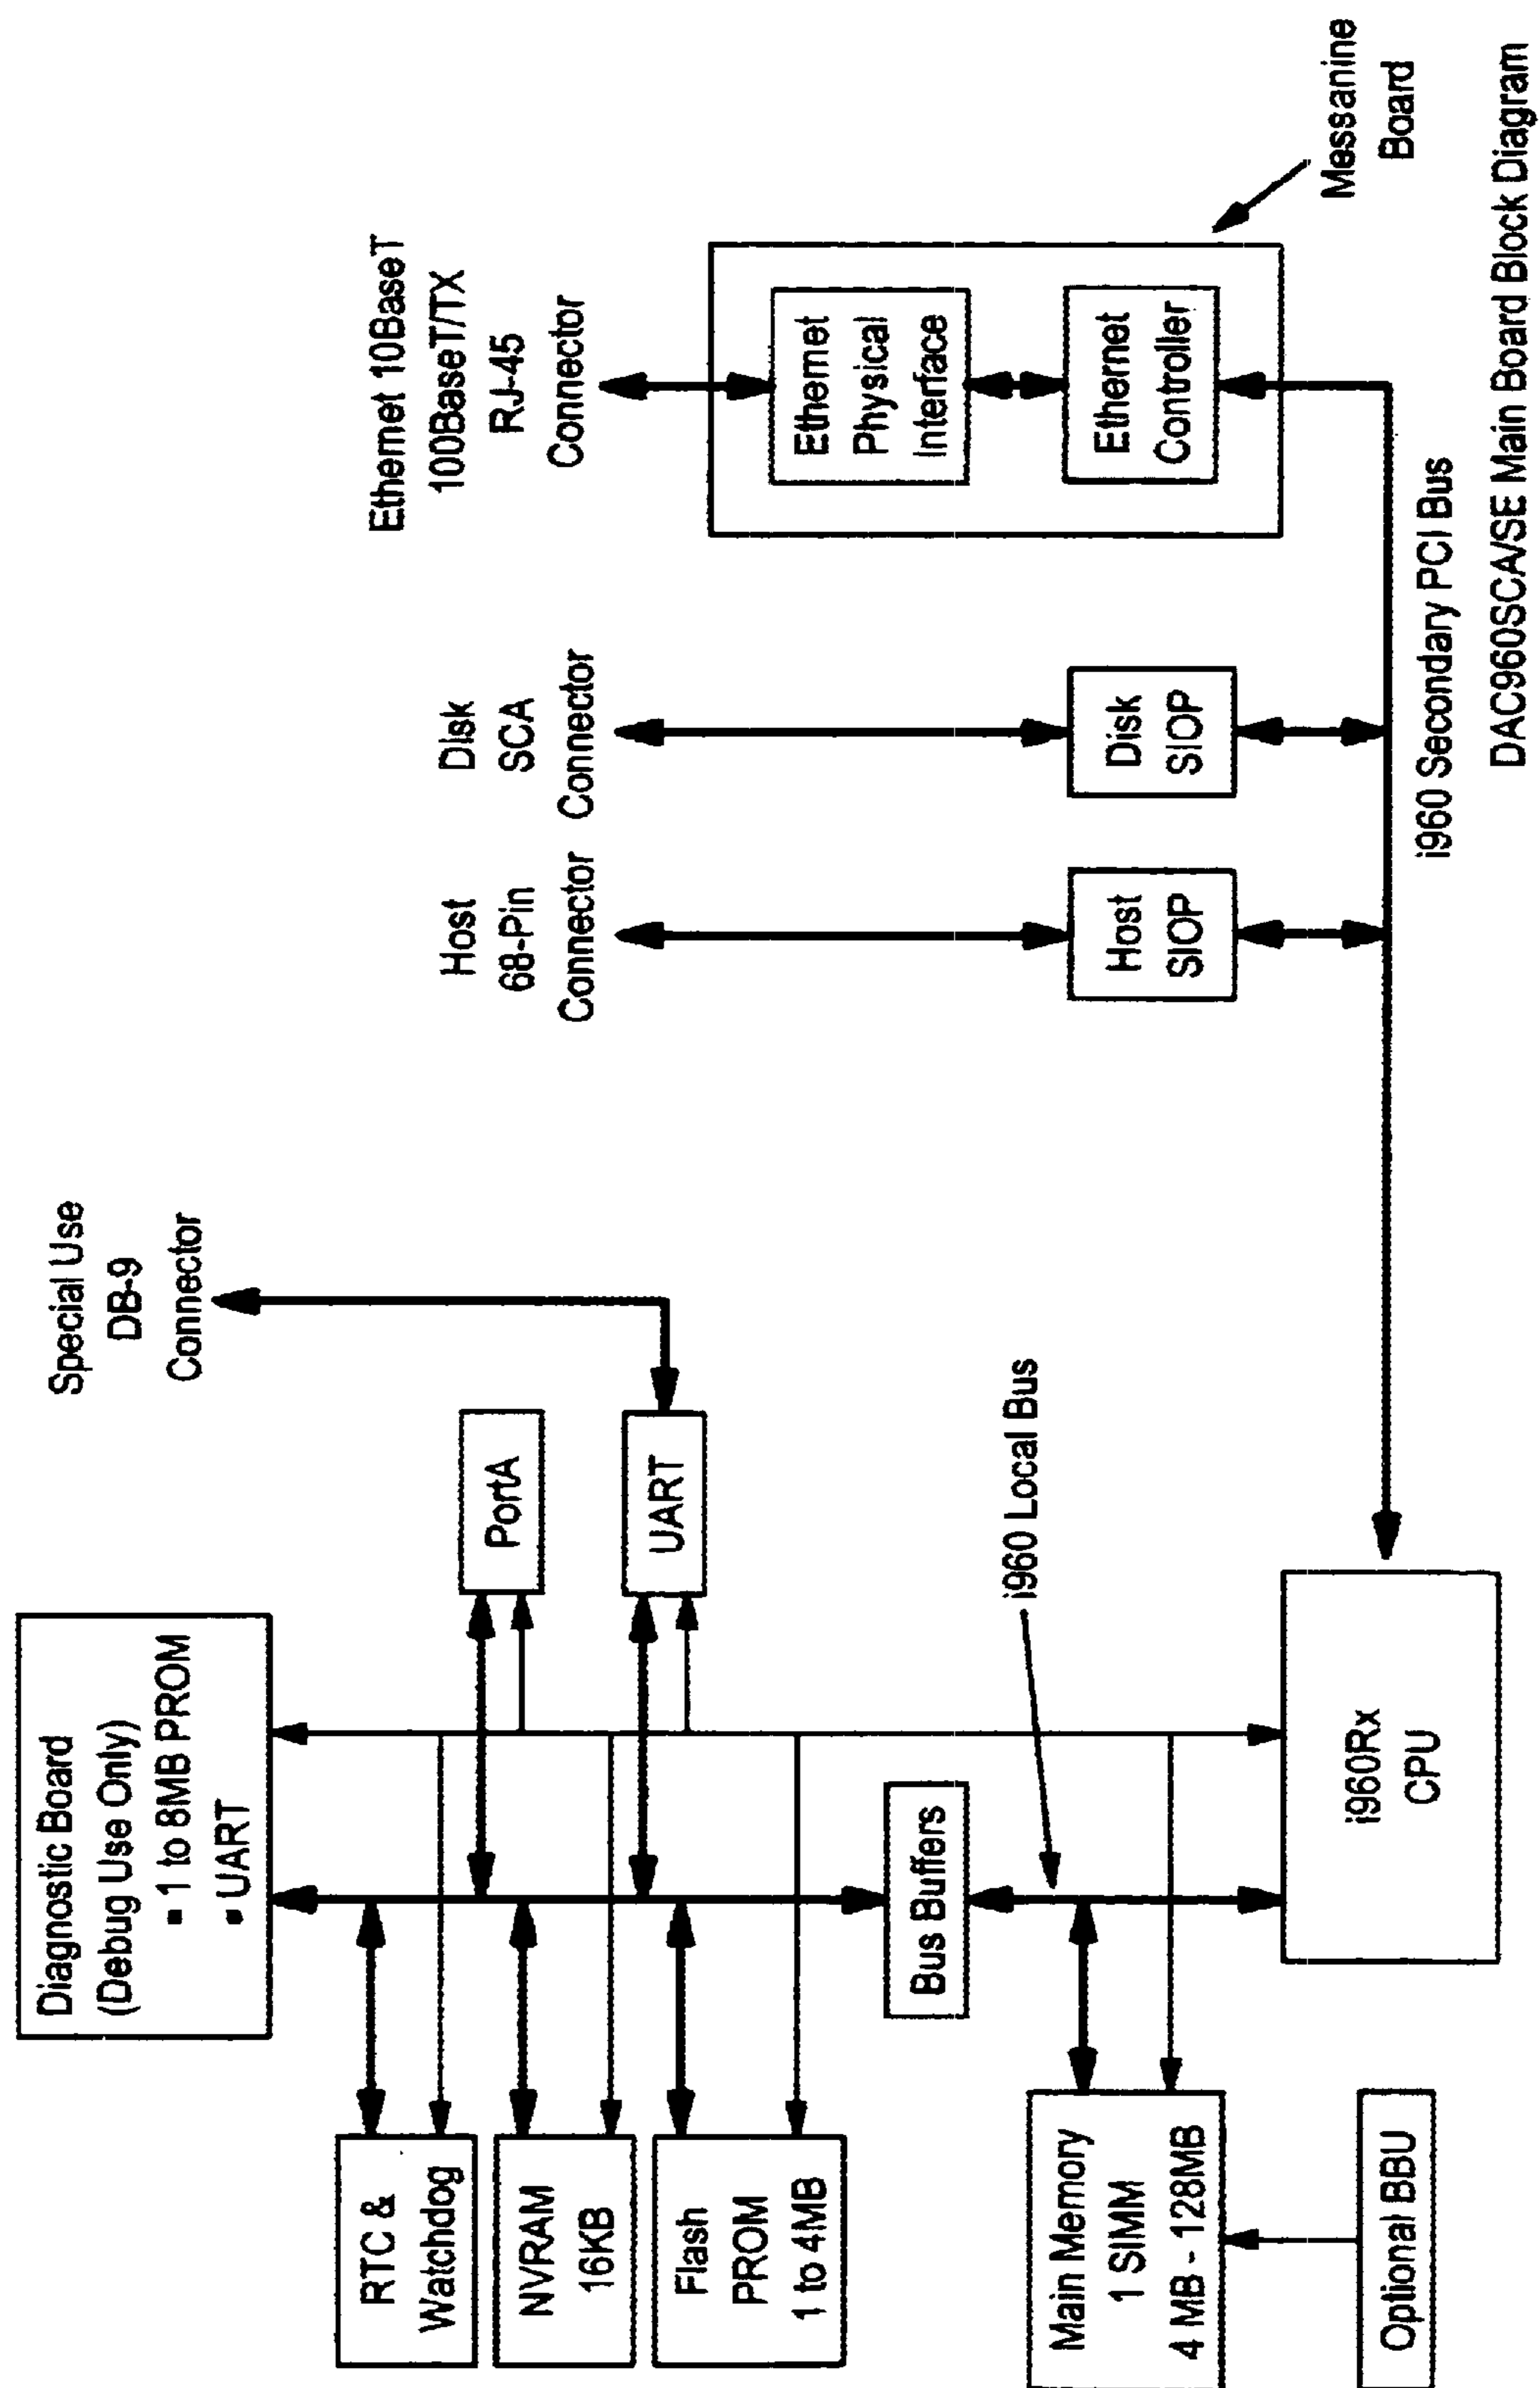 Diagnostic Board
(Debug Use Only)
▪ 1 to 8MB PROM
• UART
Special Use
DB-9
Connector
RTC &
Watchdog
NVRAM
16KB
Flash
PROM
1 to 4MB
PortA
UART
Bus Buffers
i960 Local Bus
Main Memory
1 SIMM
4 MB - 128MB
Optional BBU
i960Rx
CPU
Host
68-Pin
Connector
Disk
SCA
Connector
Ethernet 10BaseT
100BaseT/TX
RJ-45
Connector
Host
SIOP
Disk
SIOP
Ethernet
Physical
Interface
Ethernet
Controller
Messanine
Board
i960 Secondary PCI Bus
DAC960SCA/SE Main Board Block Diagram